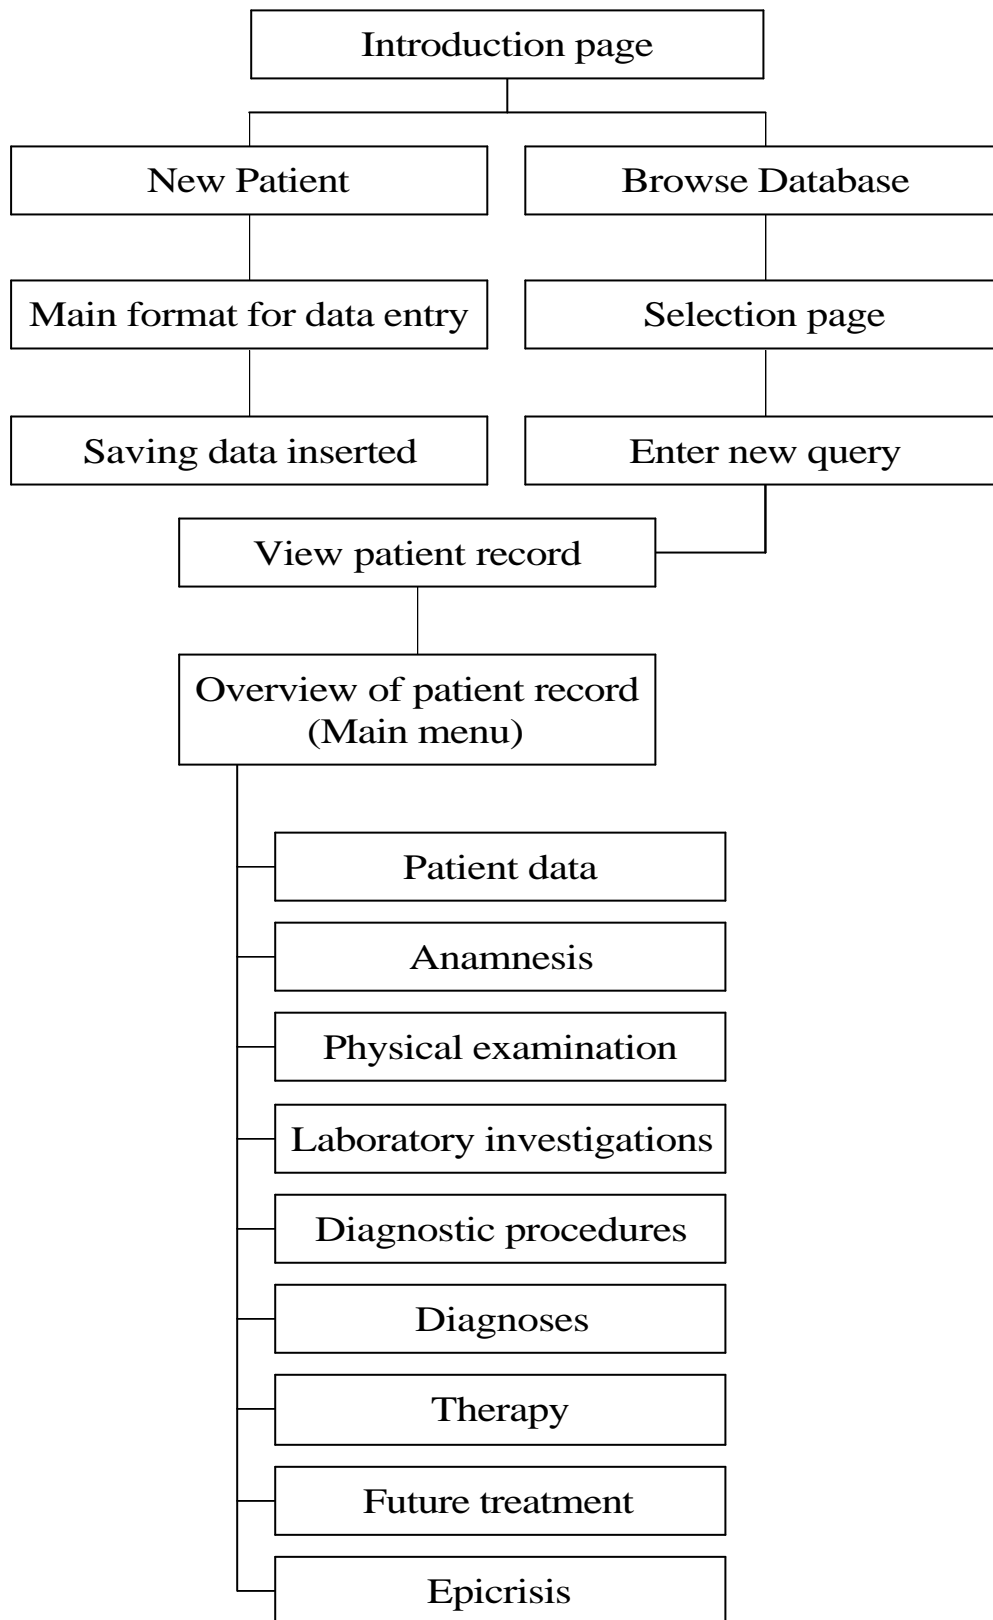 Introduction page
New Patient
Browse Database
Main format for data entry
Selection page
Saving data inserted
Enter new query
View patient record
Overview of patient record
(Main menu)
Patient data
Anamnesis
Physical examination
Laboratory investigations
Diagnostic procedures
Diagnoses
Therapy
Future treatment
Epicrisis